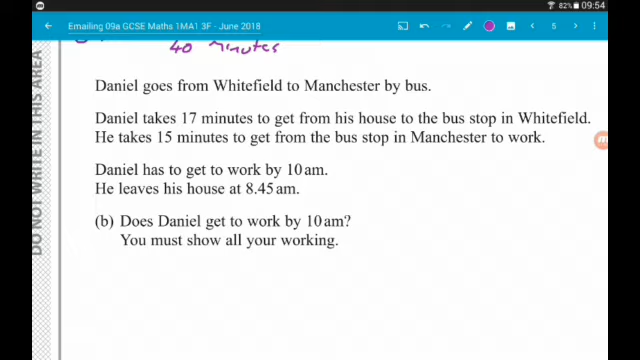 82% 09:54
Emailing 09a GCSE Maths 1MA1 3F - June 2018
5
40 minutes
Daniel goes from Whitefield to Manchester by bus.
Daniel takes 17 minutes to get from his house to the bus stop in Whitefield.
He takes 15 minutes to get from the bus stop in Manchester to work.
Daniel has to get to work by 10 am.
He leaves his house at 8.45 am.
(b) Does Daniel get to work by 10 am?
You must show all your working.
DO NOT WRITE IN THIS AREA